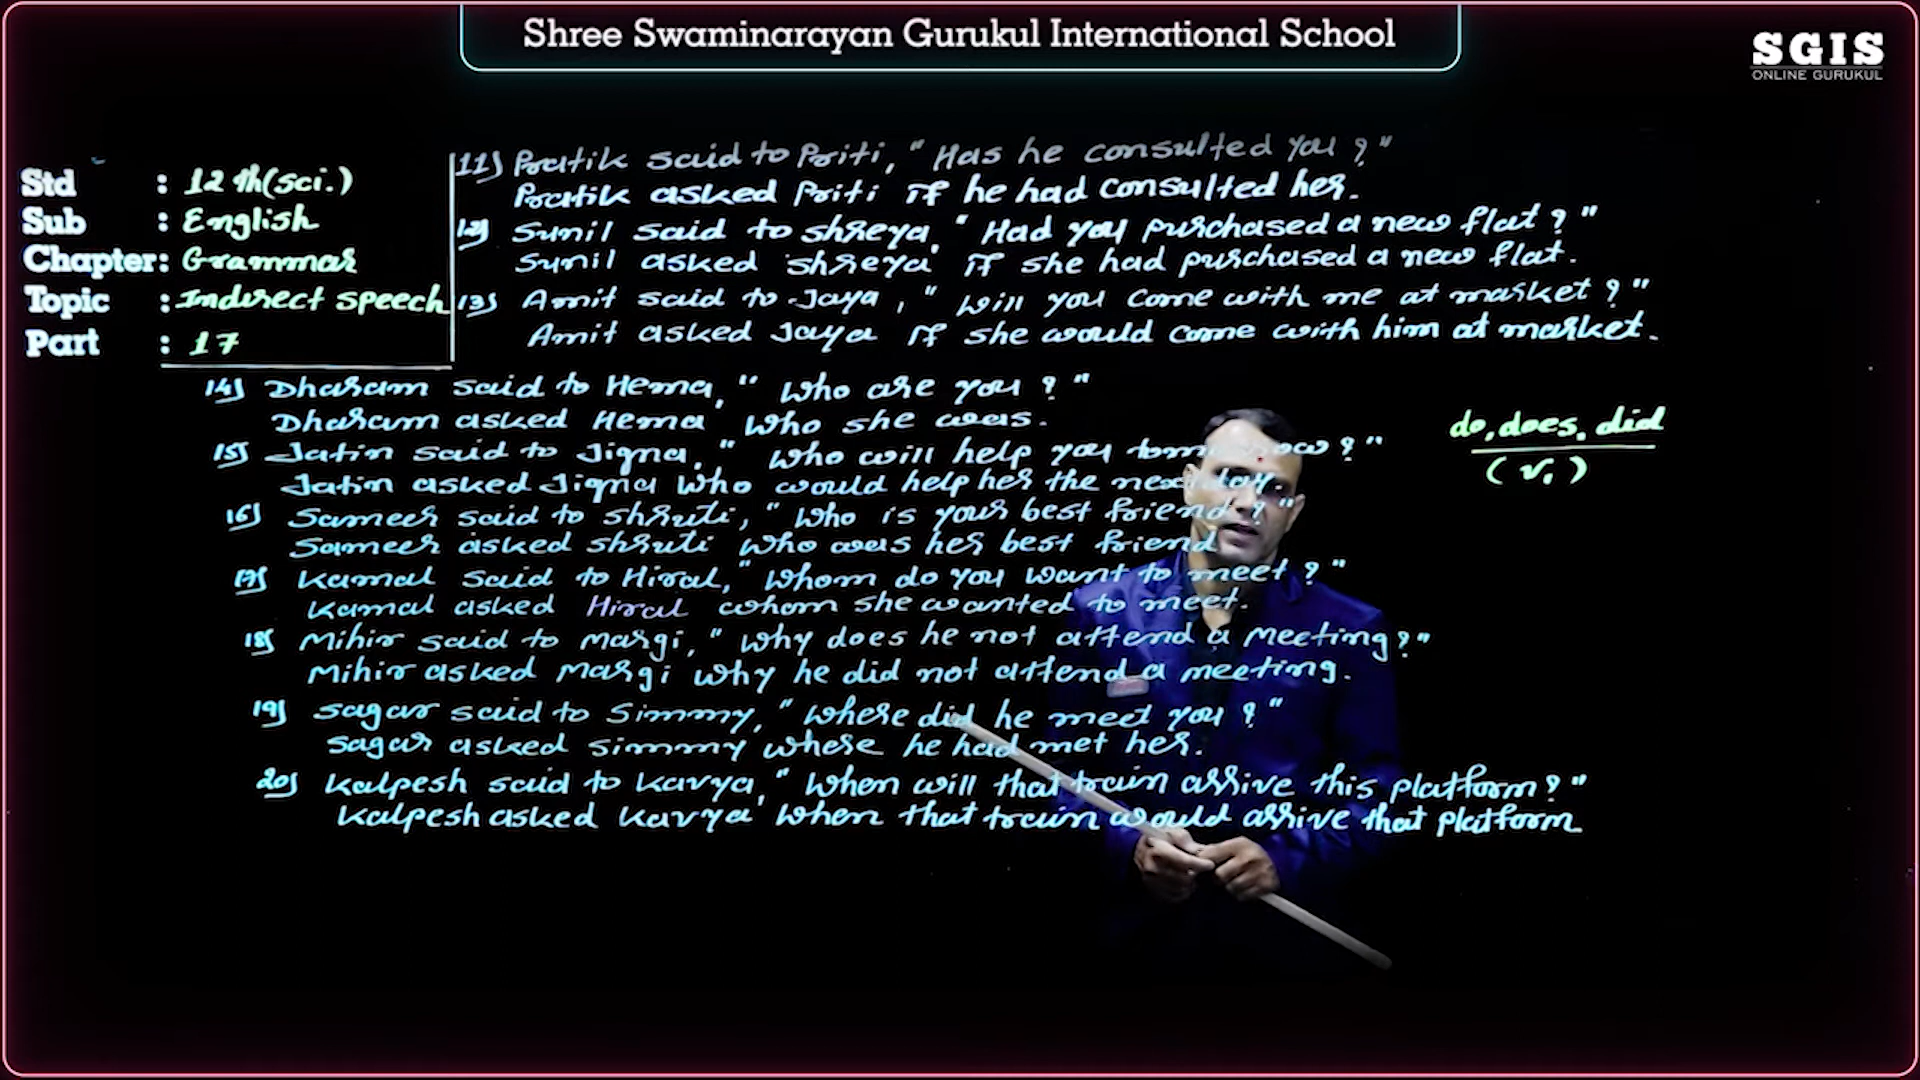 Shree Swaminarayan Gurukul International School
SGIS
ONLINE GURUKUL
Std : 12th(sci.)
Sub : English
Chapter: Grammar
Topic : Indirect speech
Part : 17
11) Pratik said to Priti, "Has he consulted you?"
Pratik asked Priti if he had consulted her.
12) Sunil said to Shreya, "Had you purchased a new flat?"
Sunil asked Shreya if she had purchased a new flat.
13) Amit said to Jaya, "Will you come with me at market?"
Amit asked Jaya if she would come with him at market.
14) Dharam said to Hema, "Who are you?"
Dharam asked Hema who she was.
do, does, did
(V1)
15) Jatin said to Jigna, "Who will help you tomorrow?"
Jatin asked Jigna who would help her the next day.
16) Sameer said to Shruti, "Who is your best friend?"
Sameer asked Shruti who was her best friend
17) Kamal said to Hiral, "Whom do you want to meet?"
Kamal asked Hiral whom she wanted to meet.
18) Mihir said to Margi, "Why does he not attend a meeting?"
Mihir asked Margi why he did not attend a meeting.
19) Sagar said to Simmy, "Where did he meet you?"
Sagar asked Simmy where he had met her.
20) Kalpesh said to Kavya, "When will that train arrive this platform?"
Kalpesh asked Kavya when that train would arrive that platform